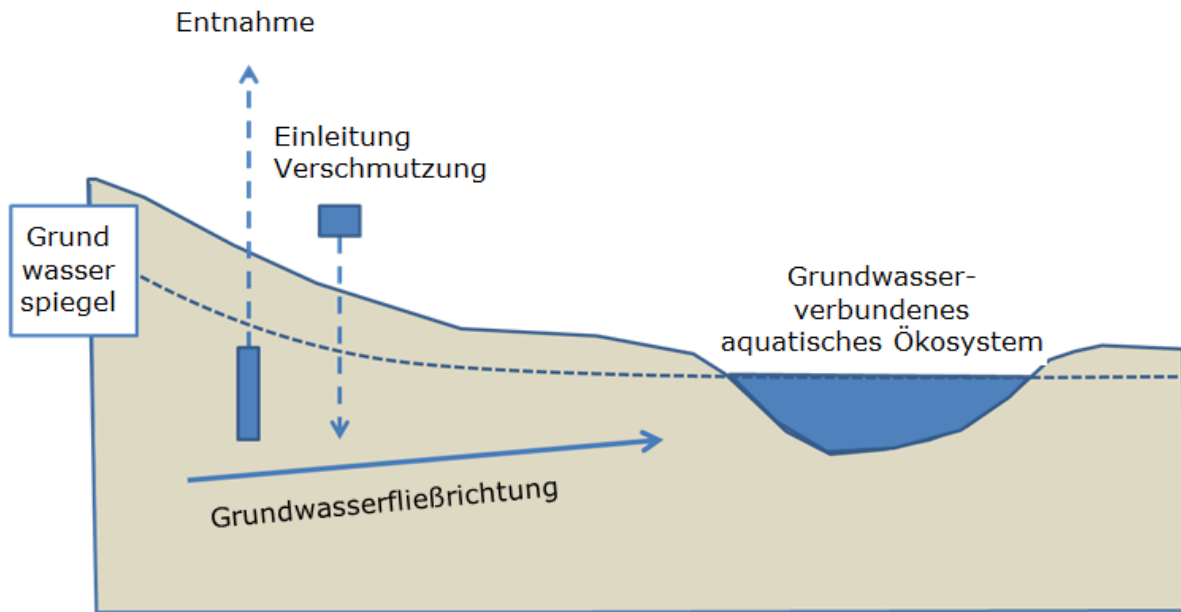 Entnahme
Einleitung
Verschmutzung
Grund
wasser
spiegel
Grundwasser-
verbundenes
aquatisches Ökosystem
Grundwasserfließrichtung